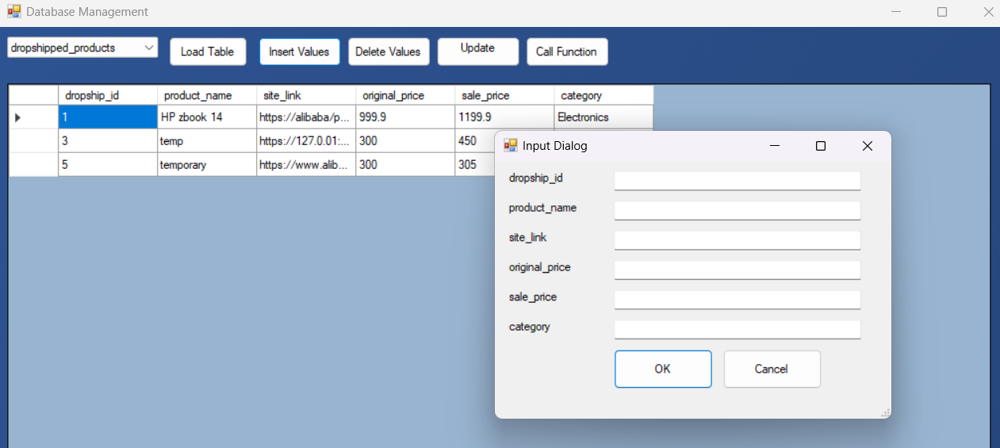 Database Management
dropshipped_products Load Table Insert Values Delete Values Update Call Function
dropship_id product_name site_link original_price sale_price category
1 HP zbook 14 https://alibaba/p... 999.9 1199.9 Electronics
3 temp https://127.0.01:... 300 450
5 temporary https://www.alib... 300 305
Input Dialog
dropship_id
product_name
site_link
original_price
sale_price
category
OK Cancel